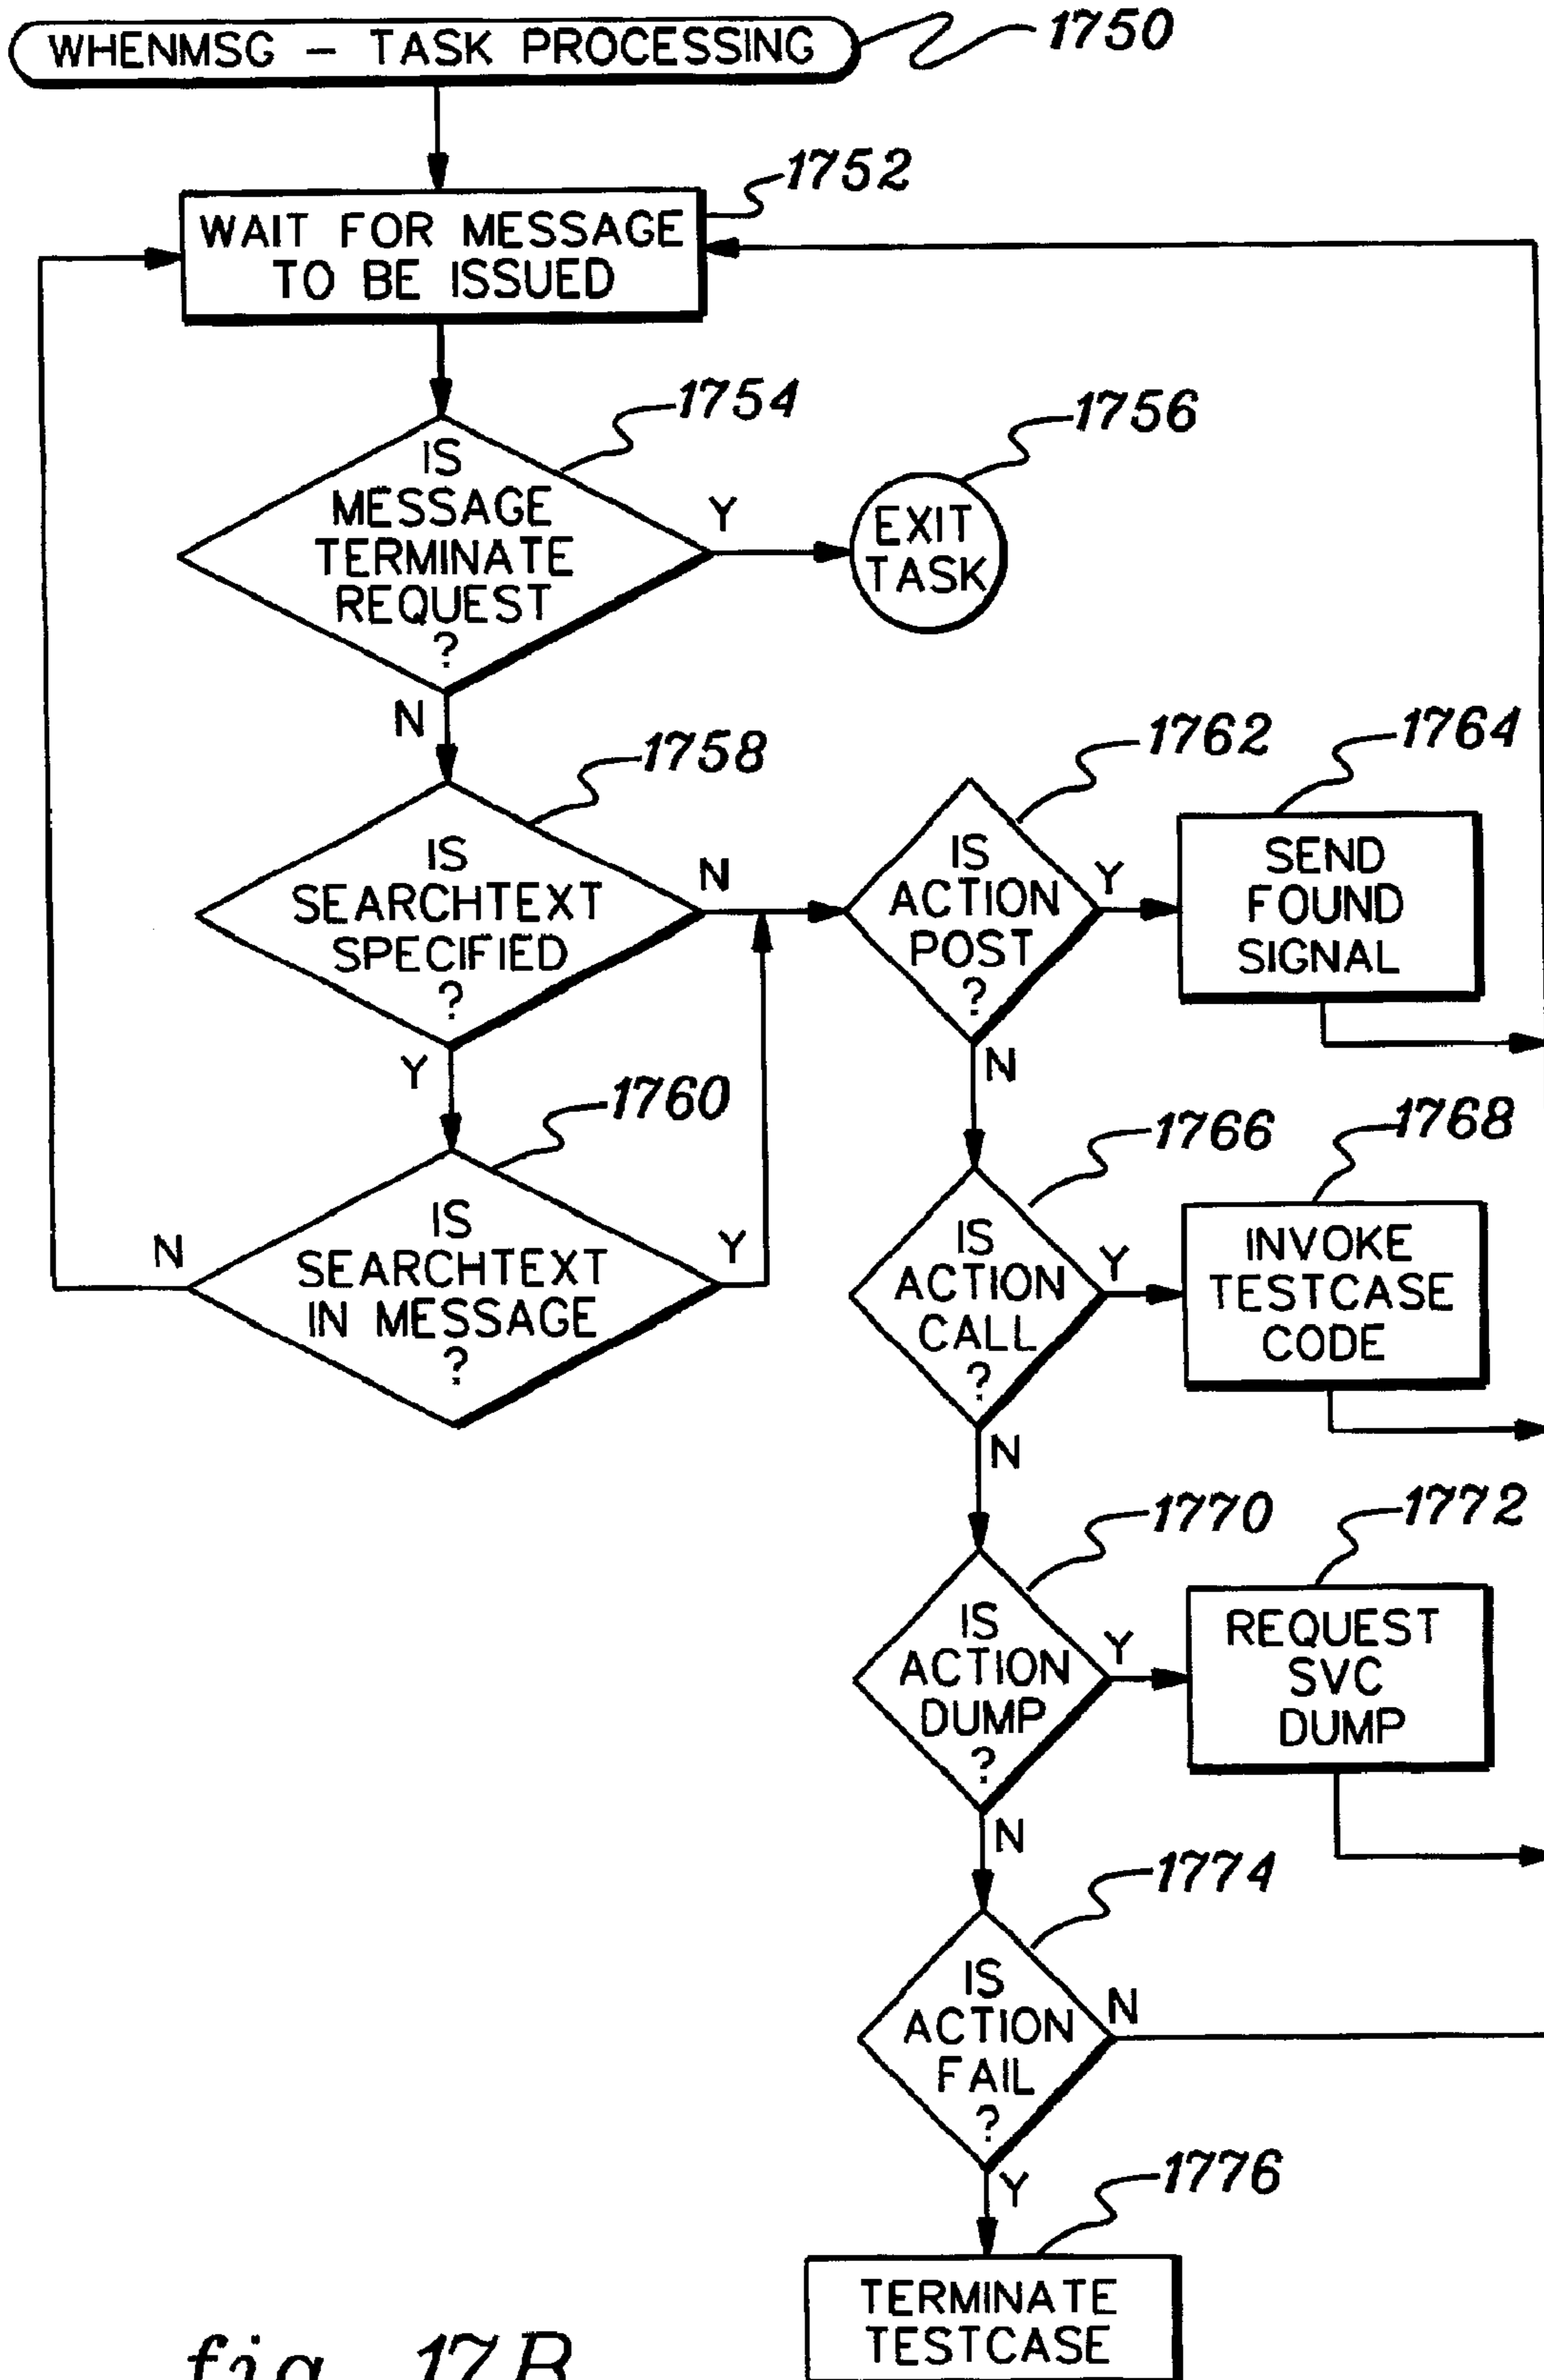 WHENMSG – TASK PROCESSING
1750
1752
WAIT FOR MESSAGE
TO BE ISSUED
1754
IS
MESSAGE
TERMINATE
REQUEST
?
Y
N
1756
EXIT
TASK
1758
IS
SEARCHTEXT
SPECIFIED
?
N
Y
1760
IS
SEARCHTEXT
IN MESSAGE
?
N
Y
1762
IS
ACTION
POST
?
Y
N
1764
SEND
FOUND
SIGNAL
1766
IS
ACTION
CALL
?
Y
N
1768
INVOKE
TESTCASE
CODE
1770
IS
ACTION
DUMP
?
Y
N
1772
REQUEST
SVC
DUMP
1774
IS
ACTION
FAIL
?
N
Y
1776
TERMINATE
TESTCASE
fig. 17B